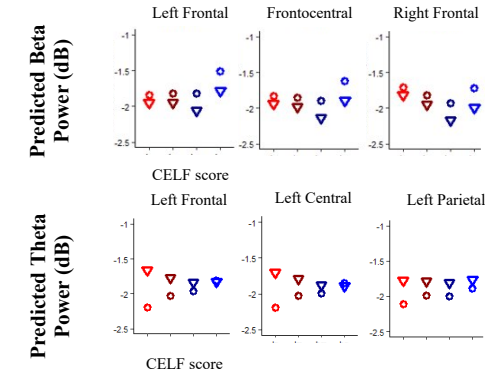 Left Frontal Frontocentral Right Frontal
Predicted Beta
Power (dB)
-1 -1 -1
-1.5 -1.5 -1.5
-2 -2 -2
-2.5 -2.5 -2.5
CELF score
Left Frontal Left Central Left Parietal
Predicted Theta
Power (dB)
-1 -1 -1
-1.5 -1.5 -1.5
-2 -2 -2
-2.5 -2.5 -2.5
CELF score